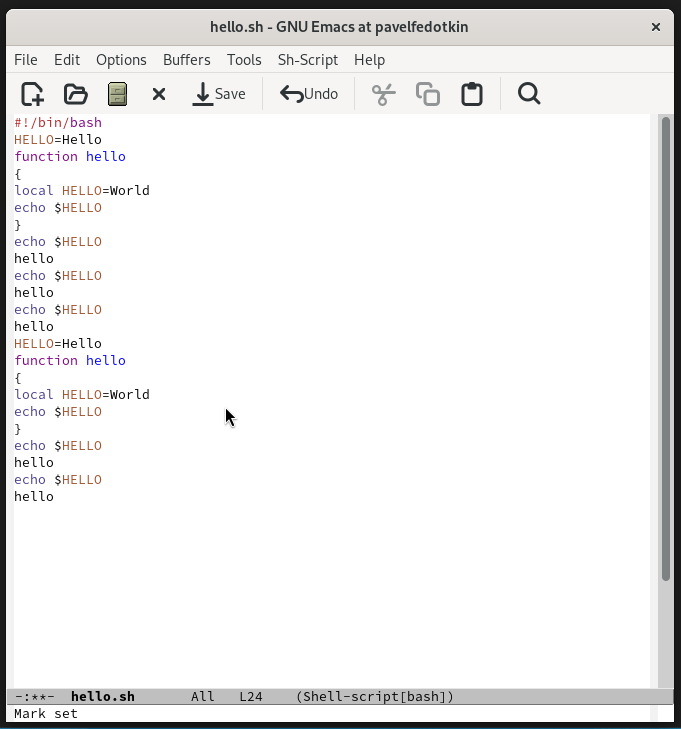 hello.sh - GNU Emacs at pavelfedotkin
File Edit Options Buffers Tools Sh-Script Help
Save Undo
#!/bin/bash
HELLO=Hello
function hello
{
local HELLO=World
echo $HELLO
}
echo $HELLO
hello
echo $HELLO
hello
echo $HELLO
hello
HELLO=Hello
function hello
{
local HELLO=World
echo $HELLO
}
echo $HELLO
hello
echo $HELLO
hello
-:**- hello.sh All L24 (Shell-script[bash])
Mark set